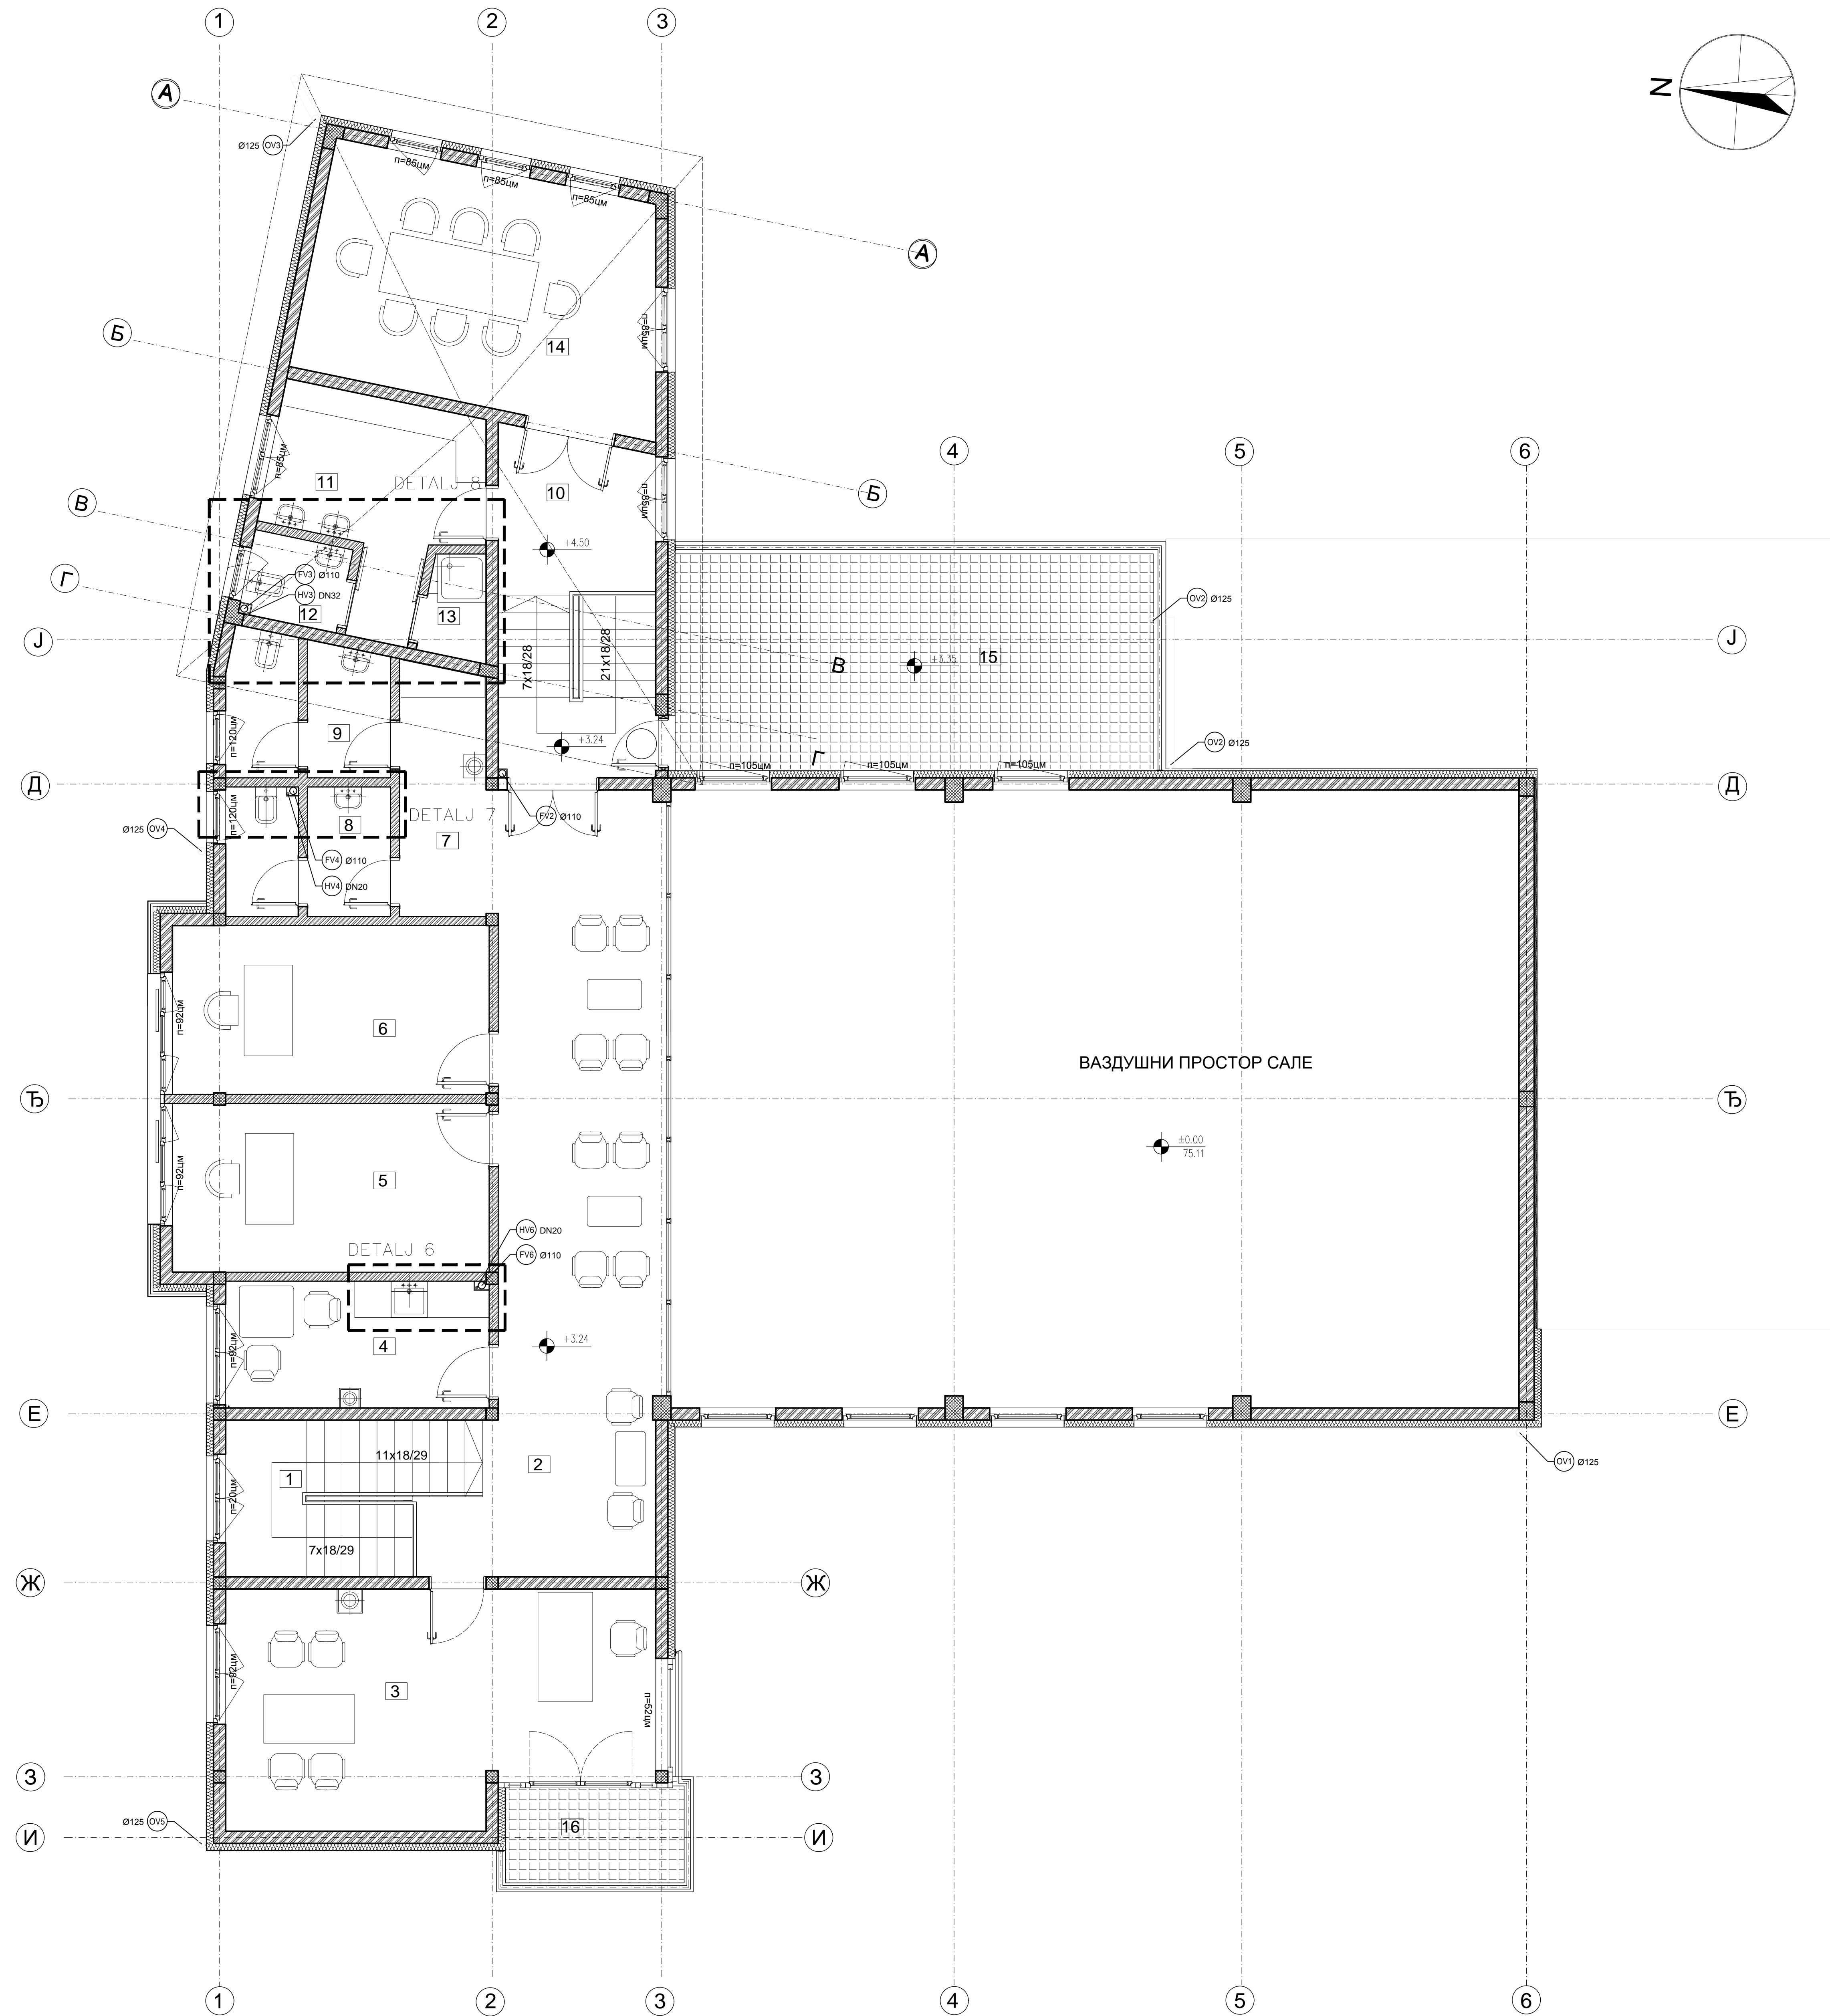 1
2
3
N
А
Ø125 OV3
п=85цм
п=85цм
п=85цм
А
Б
14
п=85цм
4
5
6
п=85цм
11
DETALJ 8
10
п=85цм
Б
В
+4.50
Г
FV3 Ø110
HV3 DN32
12
13
OV2 Ø125
Ј
7x18/28
21x18/28
15
+3.35
В
Ј
п=120цм
9
+3.24
OV2 Ø125
Г
п=105цм
п=105цм
п=105цм
Д
Д
п=120цм
8
DETALJ 7
FV2 Ø110
Ø125 OV4
7
FV4 Ø110
HV4 DN20
п=92цм
6
ВАЗДУШНИ ПРОСТОР САЛЕ
Ђ
Ђ
±0.00
75.11
п=92цм
5
HV6 DN20
DETALJ 6
FV6 Ø110
п=92цм
4
+3.24
Е
Е
11x18/29
1
2
OV1 Ø125
п=20цм
7x18/29
Ж
Ж
п=92цм
3
п=52цм
З
З
Ø125 OV5
16
И
И
1
2
3
4
5
6